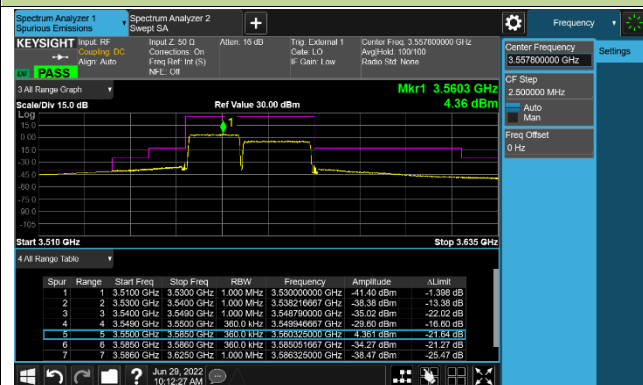 Spectrum Analyzer 1
Spurious Emissions
Spectrum Analyzer 2
Swept SA
Frequency
KEYSIGHT
Input: RF
Coupling: DC
Align: Auto
Input Z: 50 Ω
Corrections: On
Freq Ref: Int (S)
NFE: Off
Atten: 16 dB
Trig: External 1
Gate: LO
IF Gain: Low
Center Freq: 3.557800000 GHz
Avg|Hold: 100/100
Radio Std: None
PASS
Center Frequency
3.557800000 GHz
Settings
CF Step
2.500000 MHz
Auto
Man
Freq Offset
0 Hz
3 All Range Graph
Mkr1 3.5603 GHz
Scale/Div 15.0 dB
Ref Value 30.00 dBm
4.36 dBm
Log
15.0
0.00
-15.0
-30.0
-45.0
-60.0
-75.0
-90.0
-105
1
Start 3.510 GHz
Stop 3.635 GHz
4 All Range Table
Spur Range Start Freq Stop Freq RBW Frequency Amplitude ΔLimit
1 1 3.5100 GHz 3.5300 GHz 1.000 MHz 3.530000000 GHz -41.40 dBm -1.398 dB
2 2 3.5300 GHz 3.5400 GHz 1.000 MHz 3.538216667 GHz -38.38 dBm -13.38 dB
3 3 3.5400 GHz 3.5490 GHz 1.000 MHz 3.548790000 GHz -35.02 dBm -22.02 dB
4 4 3.5490 GHz 3.5500 GHz 360.0 kHz 3.549946667 GHz -29.60 dBm -16.60 dB
5 5 3.5500 GHz 3.5850 GHz 360.0 kHz 3.560325000 GHz 4.361 dBm -21.64 dB
6 6 3.5850 GHz 3.5860 GHz 360.0 kHz 3.585051667 GHz -34.27 dBm -21.27 dB
7 7 3.5860 GHz 3.6250 GHz 1.000 MHz 3.586325000 GHz -38.47 dBm -25.47 dB
Jun 29, 2022
10:12:27 AM